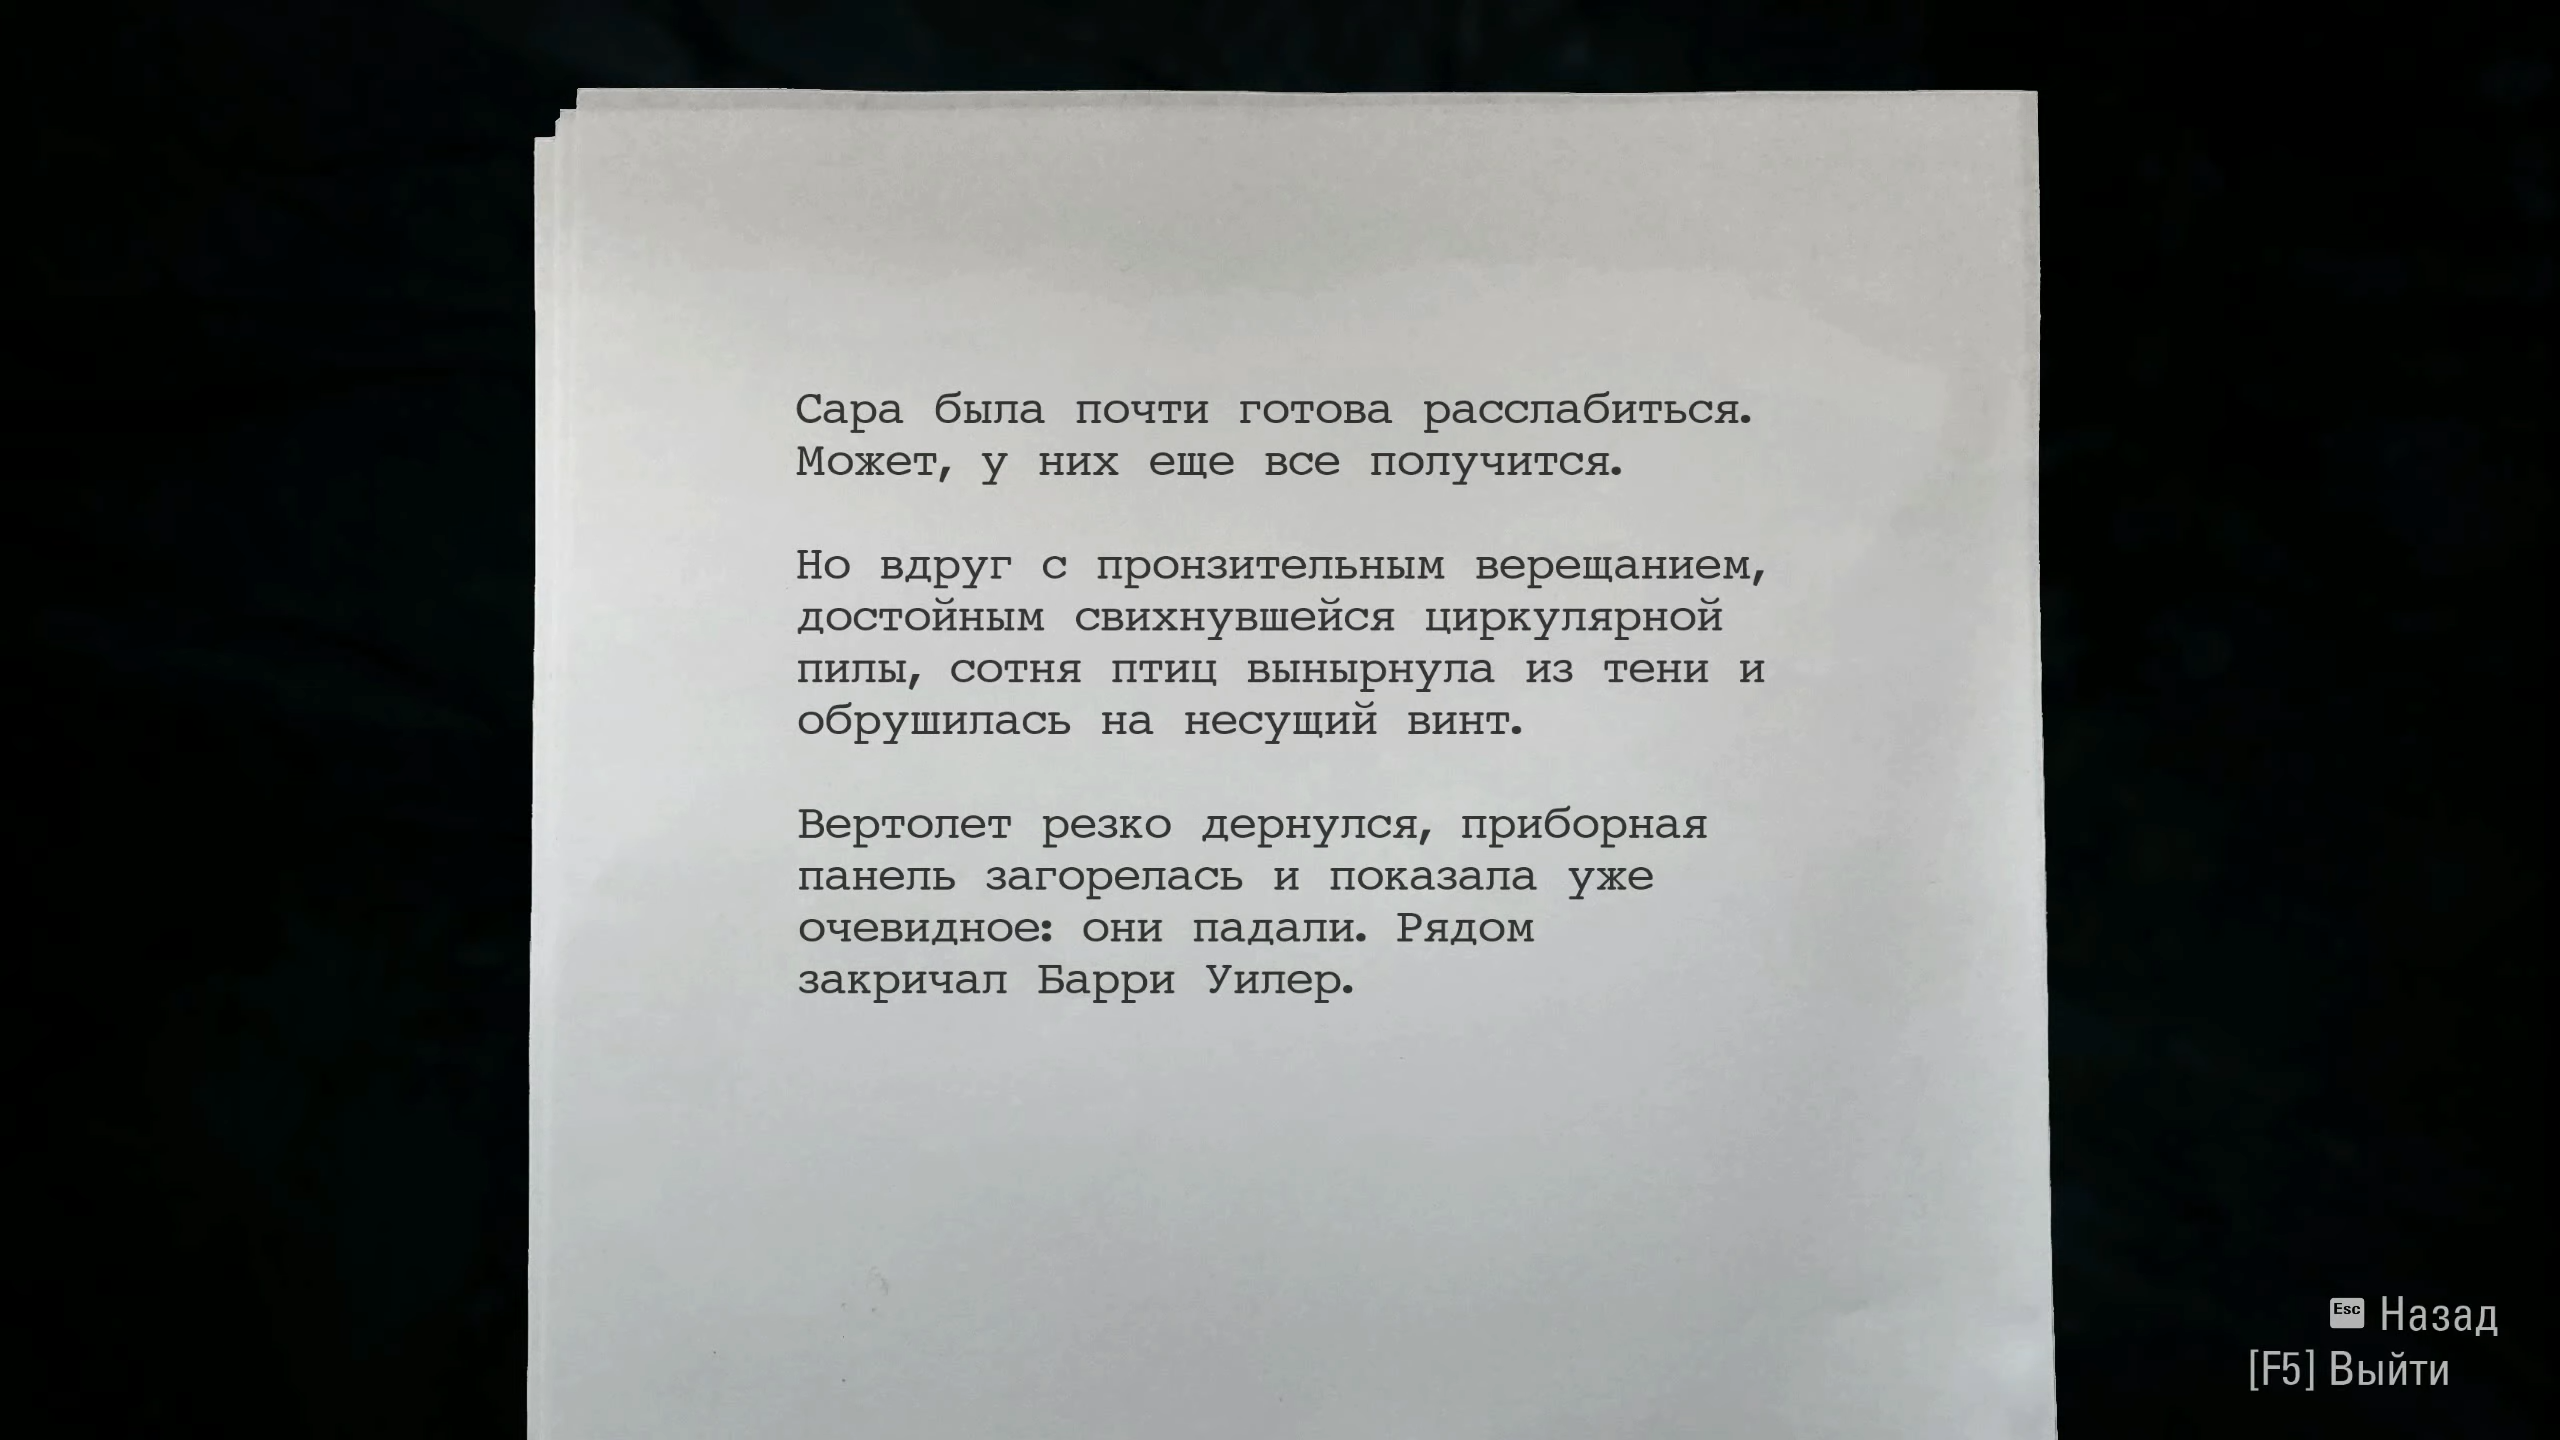 Сара была почти готова расслабиться.
Может, у них еще все получится.
Но вдруг с пронзительным верещанием,
достойным свихнувшейся циркулярной
пилы, сотня птиц вынырнула из тени и
обрушилась на несущий винт.
Вертолет резко дернулся, приборная
панель загорелась и показала уже
очевидное: они падали. Рядом
закричал Барри Уилер.
Esc Назад
[F5] Выйти